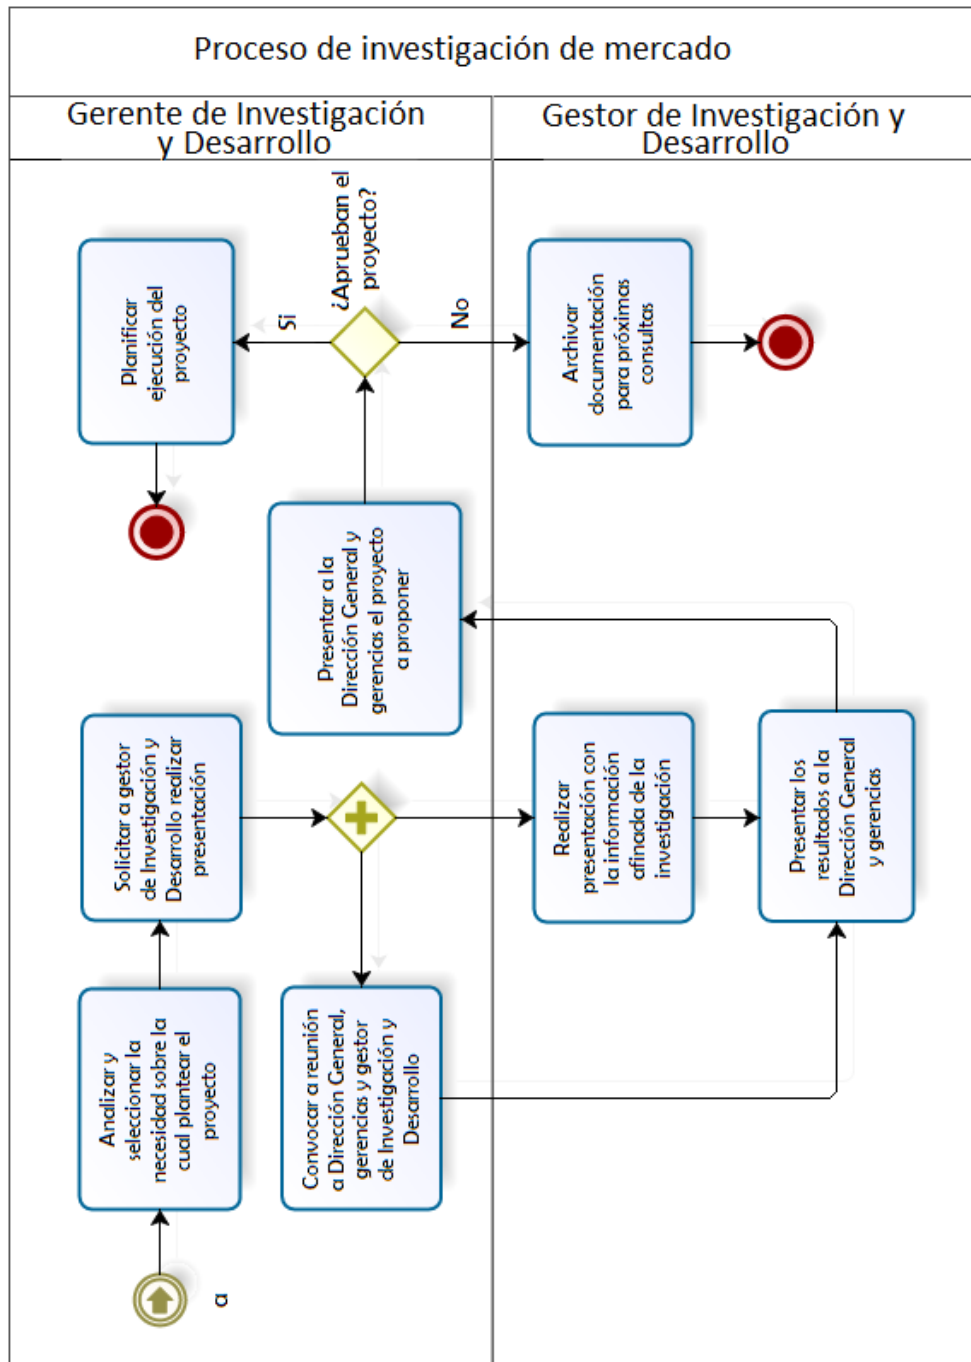 Proceso de investigación de mercado
Gerente de Investigación
y Desarrollo
Gestor de Investigación y
Desarrollo
a
Analizar y
seleccionar la
necesidad sobre la
cual plantear el
proyecto
Solicitar a gestor
de Investigación y
Desarrollo realizar
presentación
Convocar a reunión
a Dirección General,
gerencias y gestor
de Investigación y
Desarrollo
Realizar
presentación con
la información
afinada de la
investigación
Presentar los
resultados a la
Dirección General
y gerencias
Presentar a la
Dirección General y
gerencias el proyecto
a proponer
¿Aprueban el
proyecto?
Si
No
Planificar
ejecución del
proyecto
Archivar
documentación
para próximas
consultas